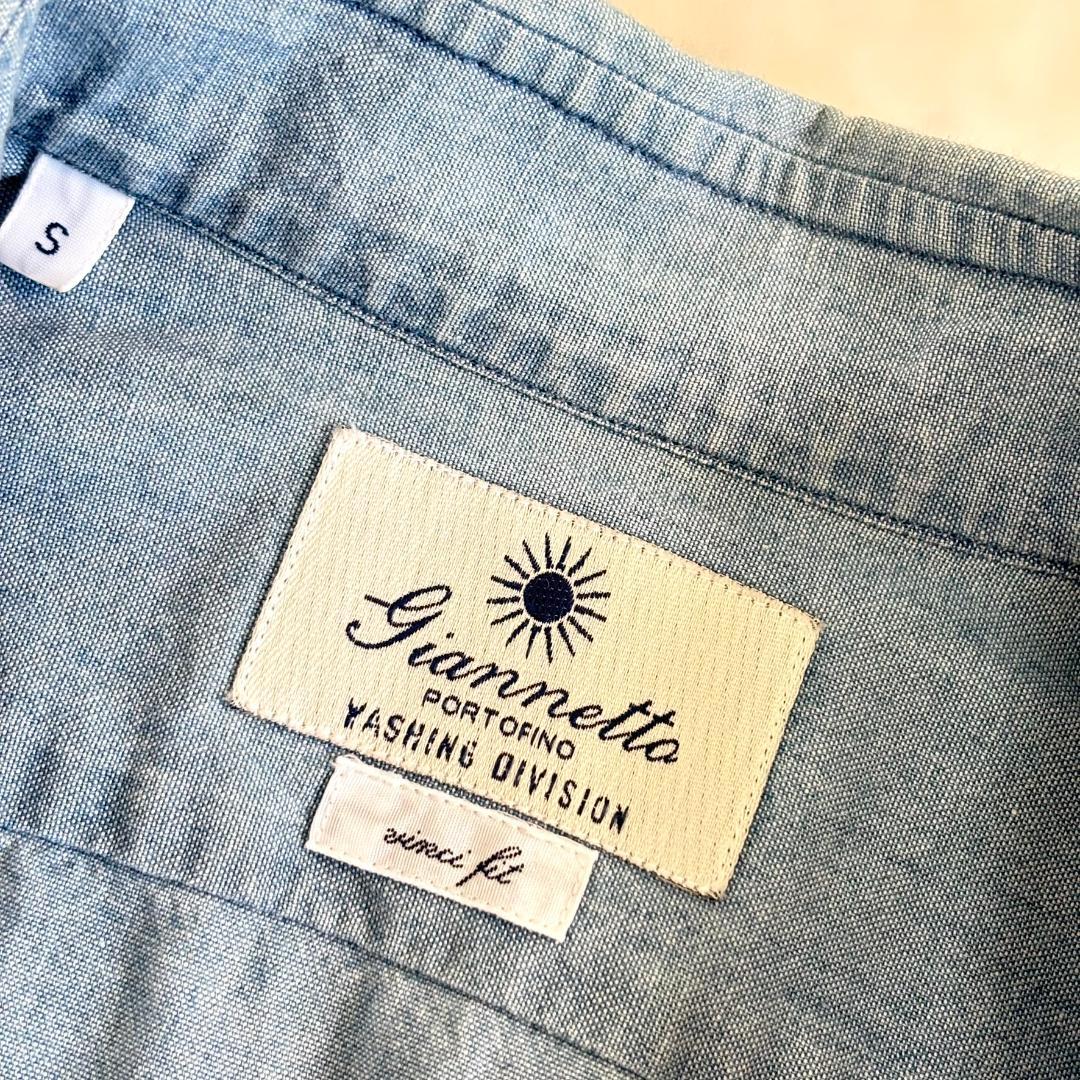 S
Giannetto
PORTOFINO
WASHING DIVISION
vinci fit